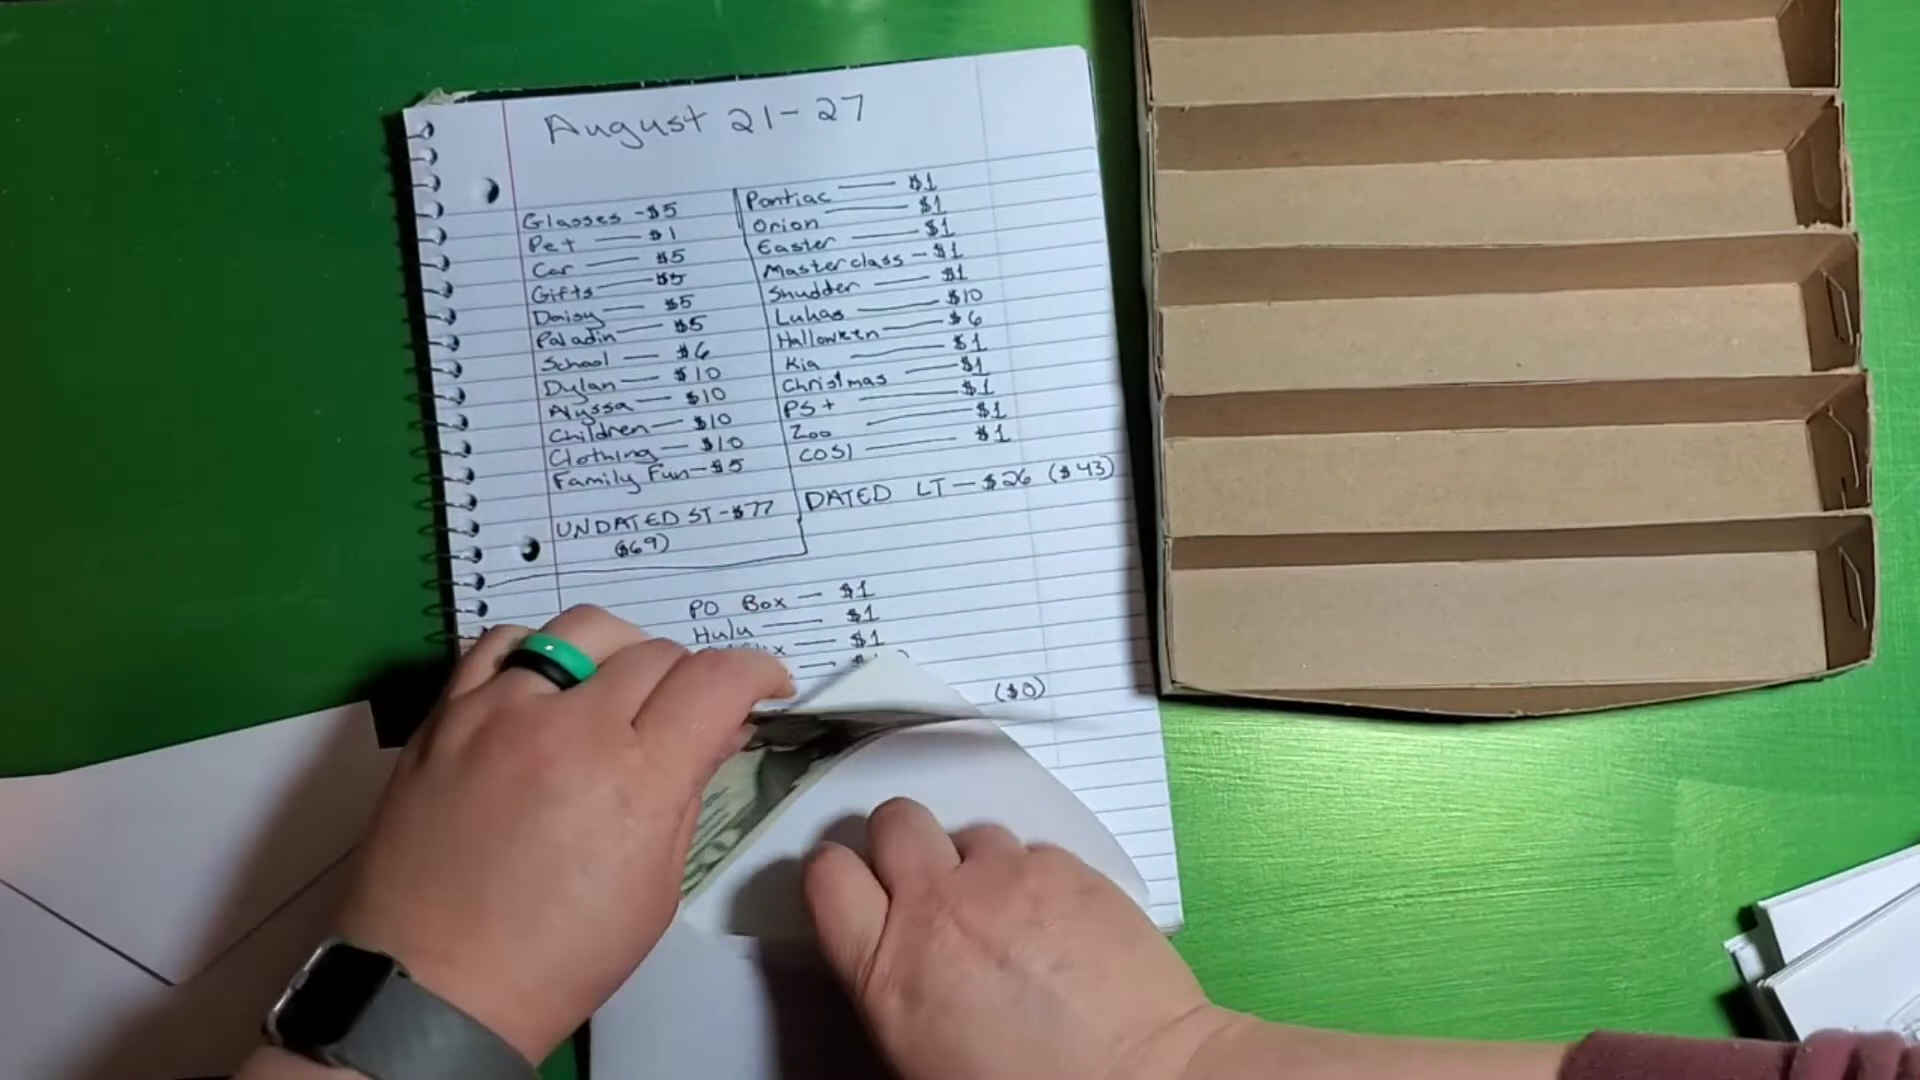 August 21-27
Glasses - $5
Pet — $1
Car — $5
Gifts — $5
Daisy — $5
Paladin — $5
School — $6
Dylan — $10
Alyssa — $10
Children — $10
Clothing — $10
Family Fun - $5
UNDATED ST - $77
($69)
Pontiac — $1
Orion — $1
Easter — $1
Masterclass - $1
Shudder — $1
Lukas — $10
Halloween — $6
Kia — $1
Christmas — $1
PS+ — $1
Zoo — $1
COSI — $1
DATED LT - $26 ($43)
PO Box — $1
Hulu — $1
— $1
($0)